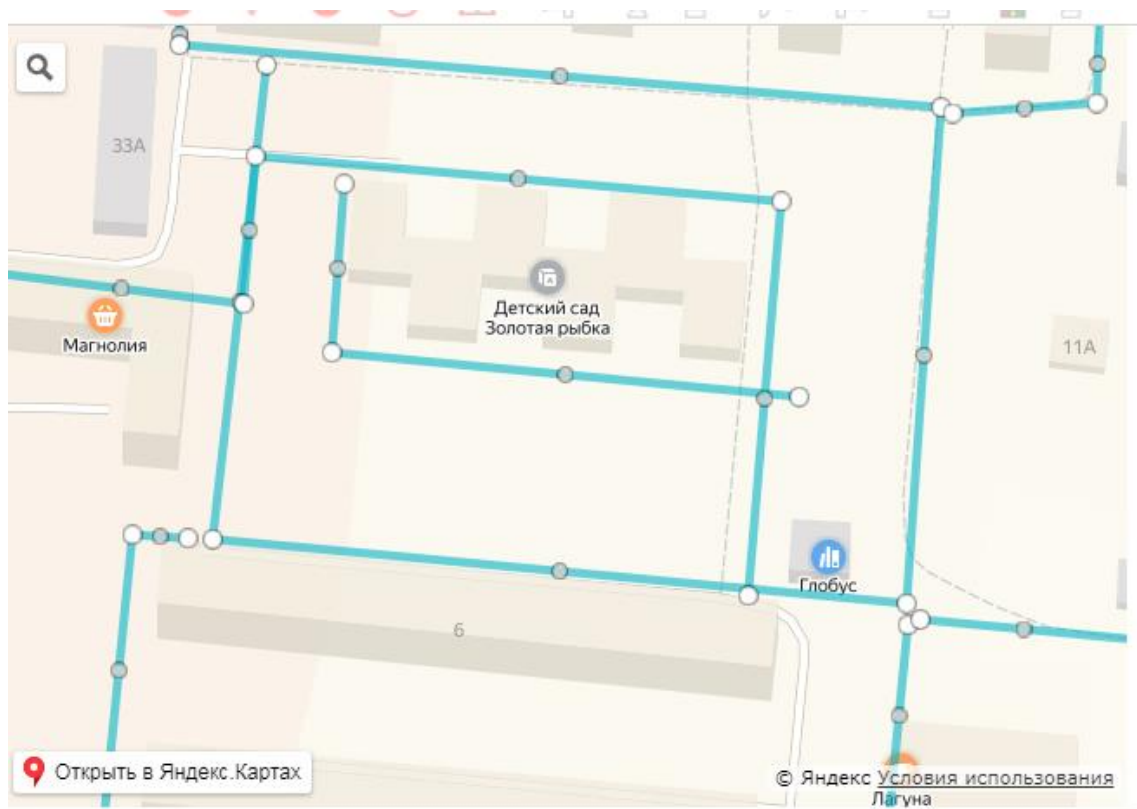 33А
Магнолия
Детский сад
Золотая рыбка
11А
Глобус
6
Открыть в Яндекс.Картах
© Яндекс Условия использования
Лагуна